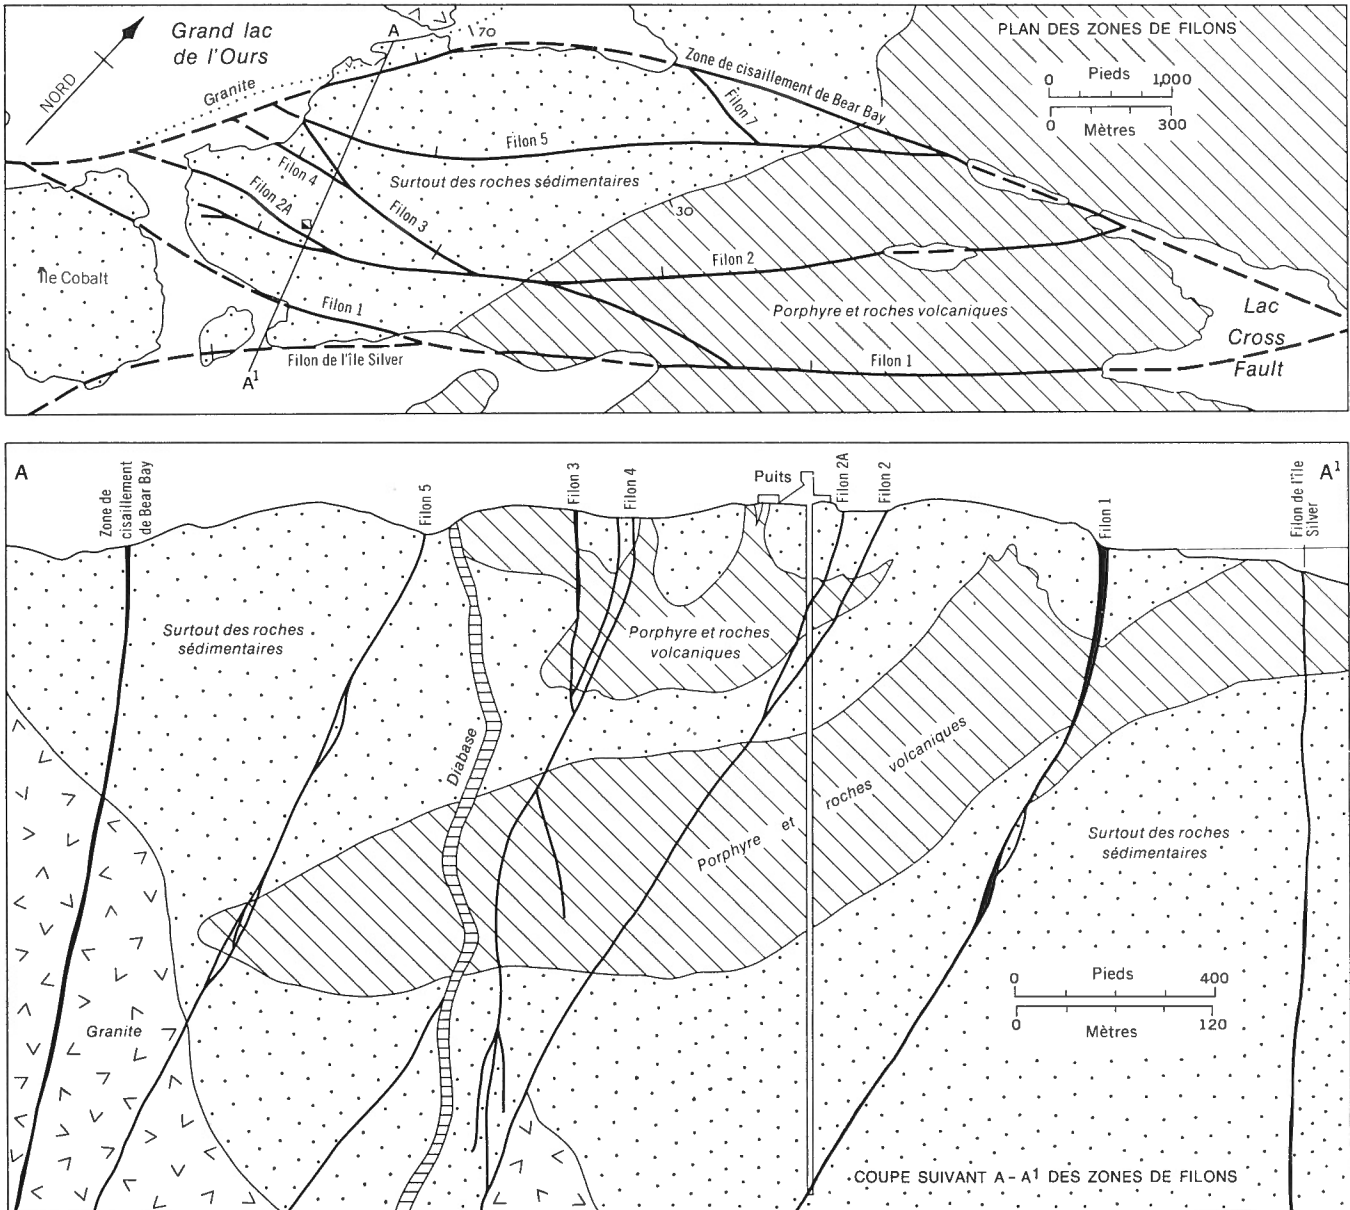 Grand lac
de l'Ours
NORD
A
70
PLAN DES ZONES DE FILONS
Pieds
0 1,000
0 300
Mètres
Granite
Zone de cisaillement de Bear Bay
Filon 7
Filon 5
Filon 4
Surtout des roches sédimentaires
Filon 2A
Filon 3
30
Filon 2
Île Cobalt
Filon 1
Porphyre et roches volcaniques
Filon de l'île Silver
Filon 1
A1
Lac
Cross
Fault
A
Zone de
cisaillement
de Bear Bay
Filon 5
Filon 3
Filon 4
Puits
Filon 2A
Filon 2
Filon 1
Filon de l'île
Silver
A1
Surtout des roches
sédimentaires
Porphyre et roches
volcaniques
Diabase
Porphyre et roches volcaniques
Surtout des roches
sédimentaires
Granite
0 Pieds 400
0 Mètres 120
COUPE SUIVANT A-A1 DES ZONES DE FILONS